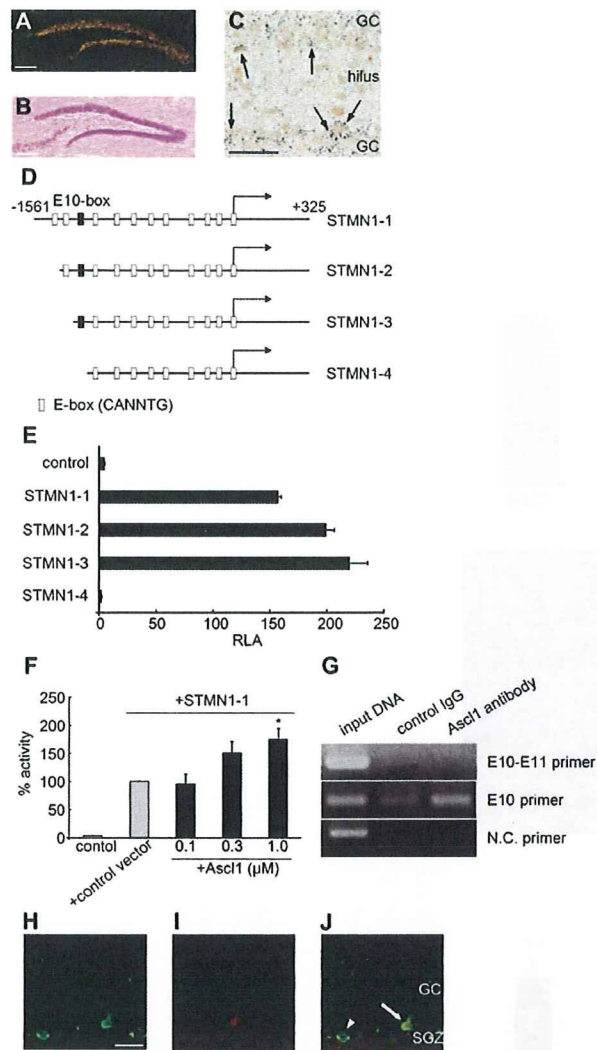 A
B
C
GC
hifus
GC
D
-1561
E10-box
+325
STMN1-1
STMN1-2
STMN1-3
STMN1-4
E-box (CANNTG)
E
control
STMN1-1
STMN1-2
STMN1-3
STMN1-4
0 50 100 150 200 250
RLA
F
+STMN1-1
*
% activity
250
200
150
100
50
0
contol
+control vector
0.1 0.3 1.0
+Ascl1 (µM)
G
input DNA
control IgG
Ascl1 antibody
E10-E11 primer
E10 primer
N.C. primer
H
I
J
GC
SGZ